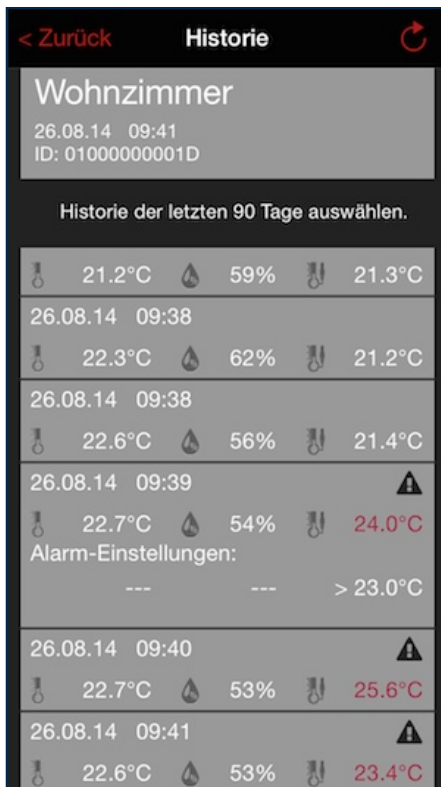 < Zurück Historie
Wohnzimmer
26.08.14 09:41
ID: 01000000001D
Historie der letzten 90 Tage auswählen.
21.2°C 59% 21.3°C
26.08.14 09:38
22.3°C 62% 21.2°C
26.08.14 09:38
22.6°C 56% 21.4°C
26.08.14 09:39
22.7°C 54% 24.0°C
Alarm-Einstellungen:
--- --- > 23.0°C
26.08.14 09:40
22.7°C 53% 25.6°C
26.08.14 09:41
22.6°C 53% 23.4°C